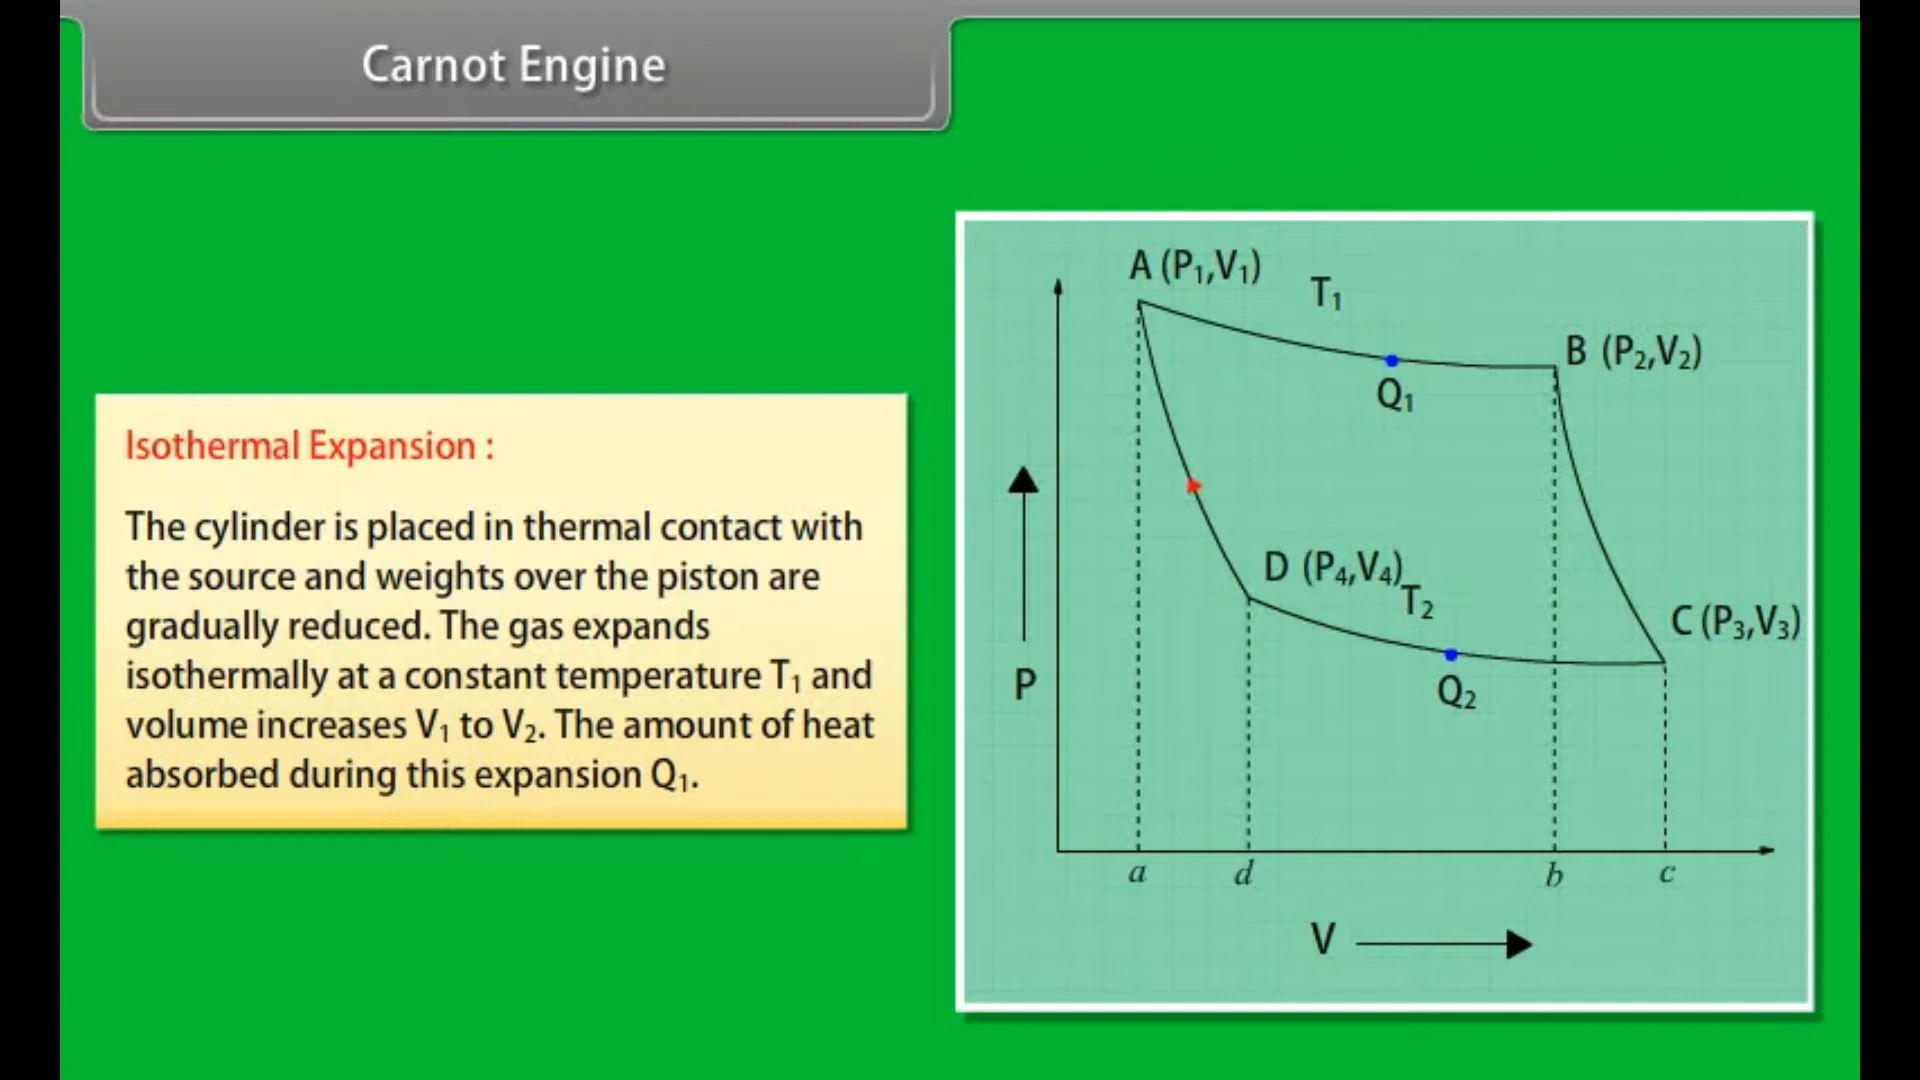 Carnot Engine
Isothermal Expansion :
The cylinder is placed in thermal contact with
the source and weights over the piston are
gradually reduced. The gas expands
isothermally at a constant temperature T₁ and
volume increases V₁ to V₂. The amount of heat
absorbed during this expansion Q₁.
A (P₁,V₁)
T₁
B (P₂,V₂)
Q₁
D (P₄,V₄)
T₂
C (P₃,V₃)
P
Q₂
a d b c
V